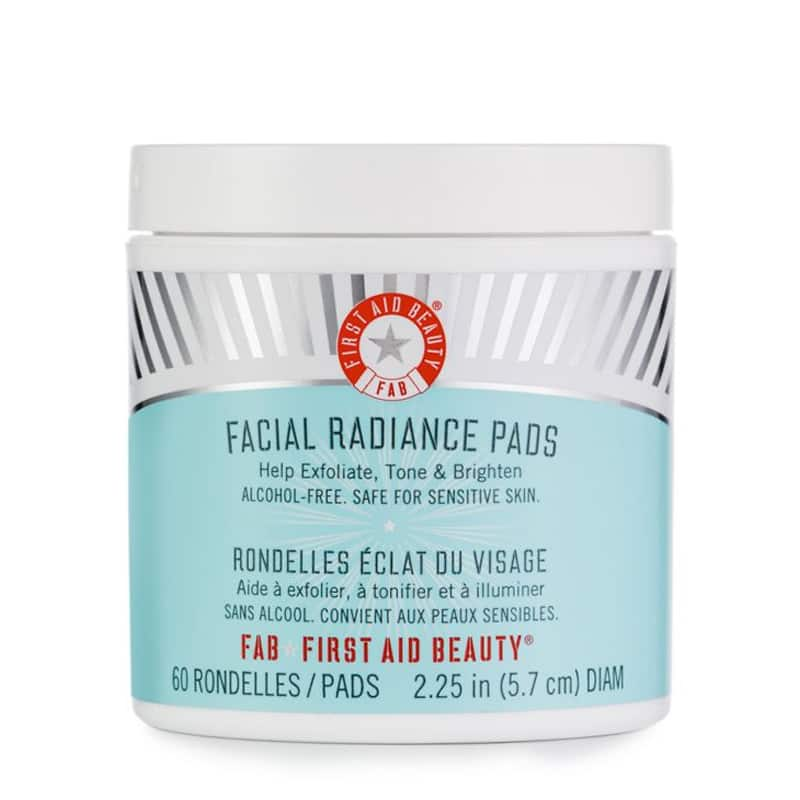 FIRST AID BEAUTY®
FAB
FACIAL RADIANCE PADS
Help Exfoliate, Tone & Brighten
ALCOHOL-FREE. SAFE FOR SENSITIVE SKIN.
RONDELLES ÉCLAT DU VISAGE
Aide à exfolier, à tonifier et à illuminer
SANS ALCOOL. CONVIENT AUX PEAUX SENSIBLES.
FAB FIRST AID BEAUTY®
60 RONDELLES/PADS 2.25 in (5.7 cm) DIAM